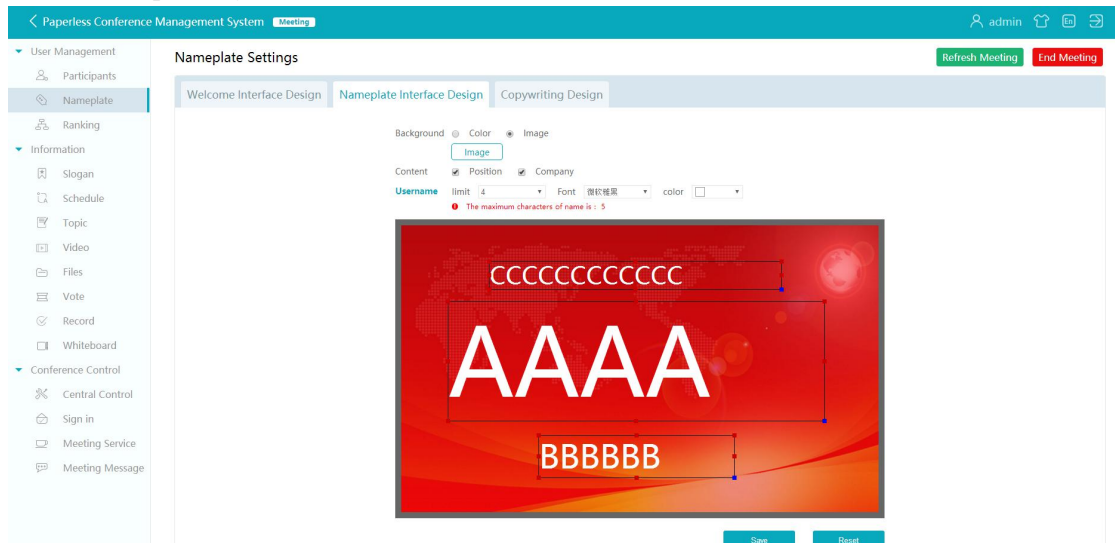 Paperless Conference Management System Meeting admin En
User Management
Participants
Nameplate
Ranking
Information
Slogan
Schedule
Topic
Video
Files
Vote
Record
Whiteboard
Conference Control
Central Control
Sign in
Meeting Service
Meeting Message
Nameplate Settings Refresh Meeting End Meeting
Welcome Interface Design Nameplate Interface Design Copywriting Design
Background Color Image
Image
Content Position Company
Username limit 4 Font 微软雅黑 color
The maximum characters of name is : 5
CCCCCCCCCCCC
AAAA
BBBBBB
Save Reset